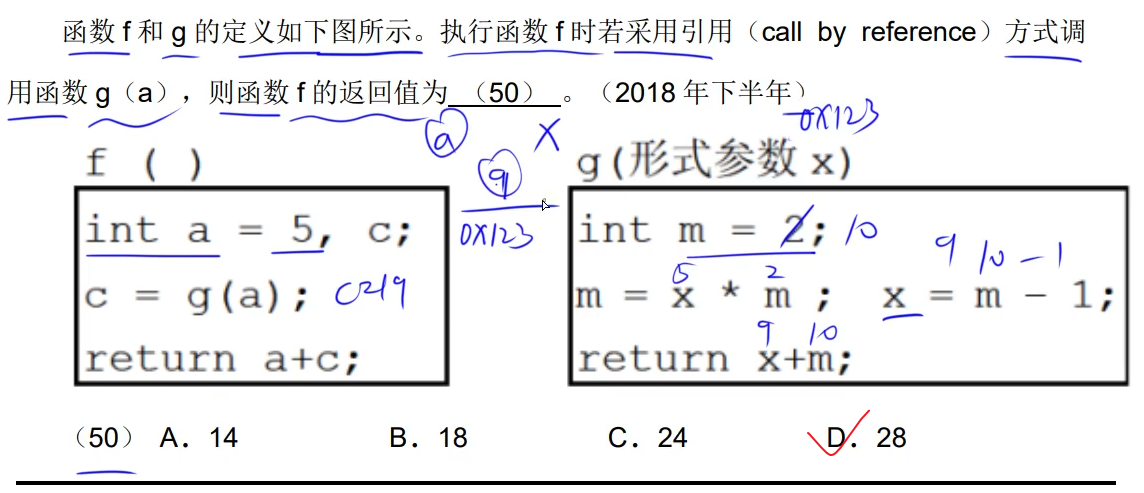 函数 f 和 g 的定义如下图所示。执行函数 f 时若采用引用（call by reference）方式调
用函数 g（a），则函数 f 的返回值为 （50） 。（2018 年下半年）
a
X
0X123
f ( )
g(形式参数 x)
9
0X123
int a = 5, c;
c = g(a); C=19
return a+c;
int m = 2; 10
9 10 - 1
5 2
m = x * m ; x = m - 1;
9 10
return x+m;
（50） A. 14 B. 18 C. 24 D. 28